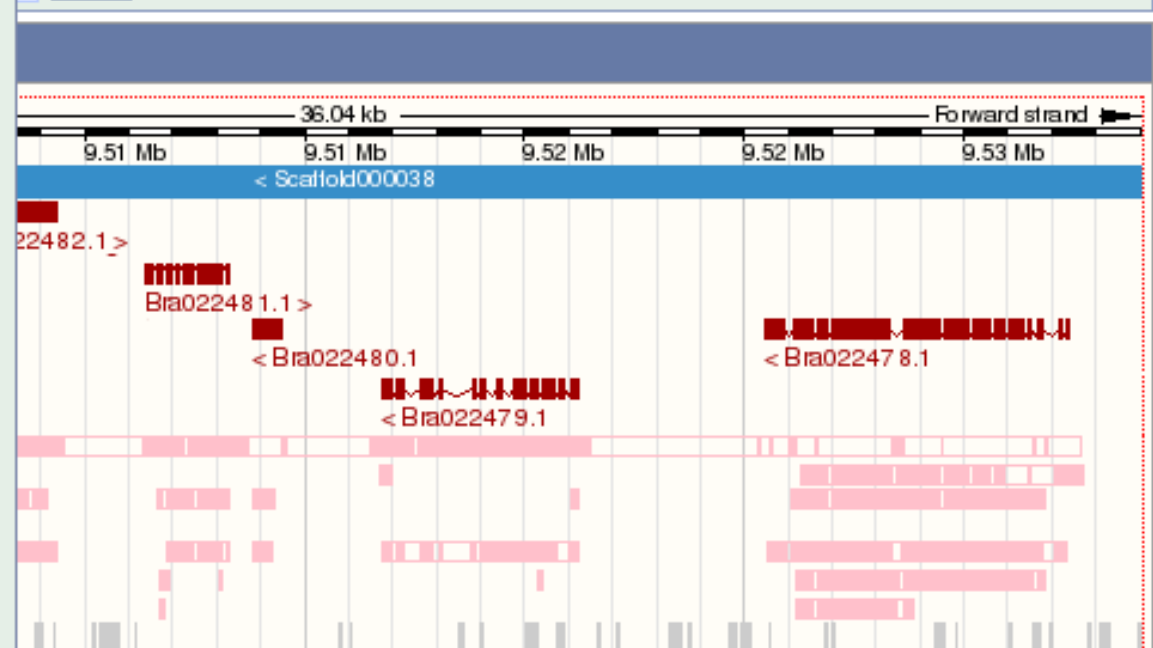 36.04 kb Forward strand
9.51 Mb 9.51 Mb 9.52 Mb 9.52 Mb 9.53 Mb
< Scaffold000038
22482.1 >
Bra022481.1 >
< Bra022480.1 < Bra022478.1
< Bra022479.1